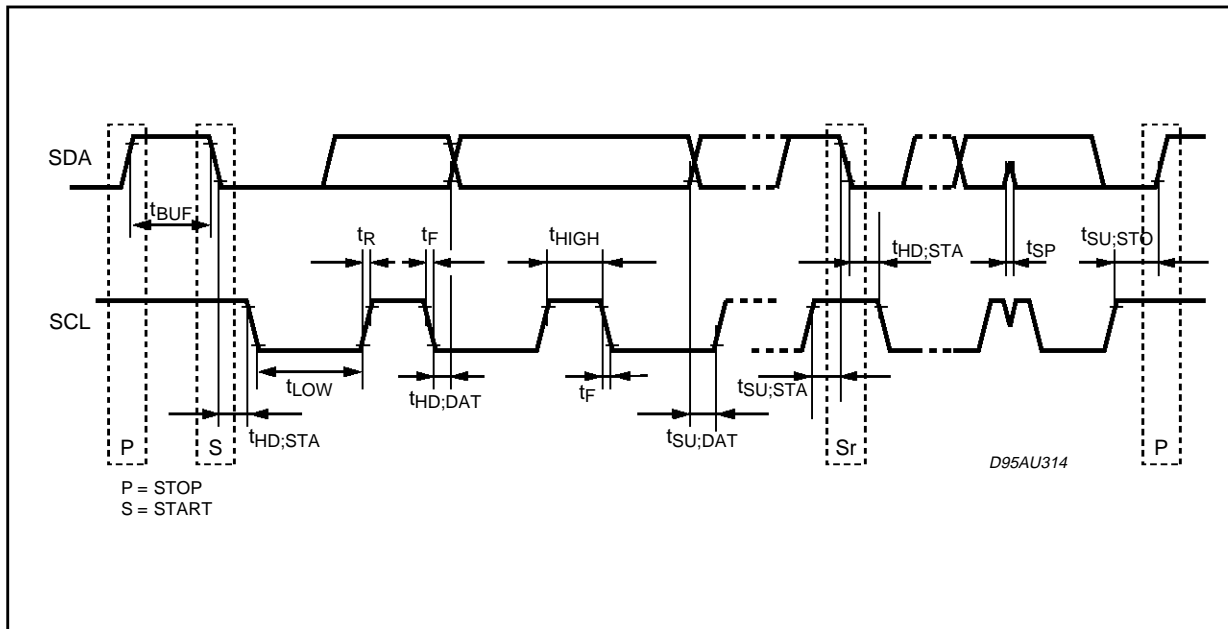 SDA
tBUF
tR
tF
tHIGH
tHD;STA
tSP
tSU;STO
SCL
tLOW
tHD;DAT
tF
tSU;STA
tHD;STA
tSU;DAT
P
S
Sr
D95AU314
P
P = STOP
S = START